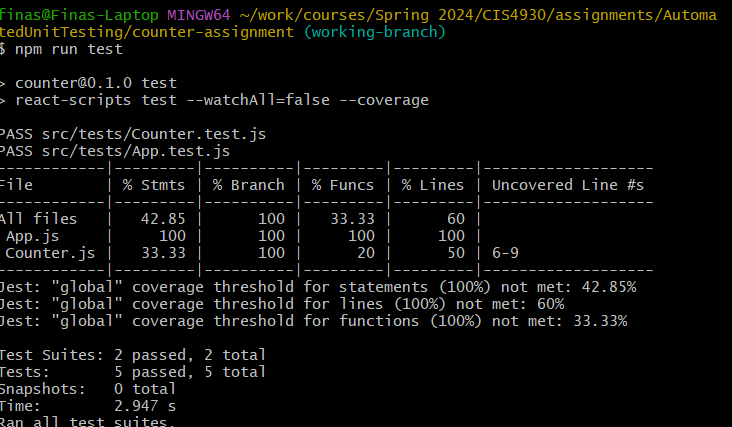 finas@Finas-Laptop MINGW64 ~/work/courses/Spring 2024/CIS4930/assignments/Automa
tedUnitTesting/counter-assignment (working-branch)
$ npm run test
> counter@0.1.0 test
> react-scripts test --watchAll=false --coverage
PASS src/tests/Counter.test.js
PASS src/tests/App.test.js
------------|---------|----------|---------|---------|-------------------
File        | % Stmts | % Branch | % Funcs | % Lines | Uncovered Line #s
------------|---------|----------|---------|---------|-------------------
All files   |   42.85 |      100 |   33.33 |      60 |
 App.js     |     100 |      100 |     100 |     100 |
 Counter.js |   33.33 |      100 |      20 |      50 | 6-9
------------|---------|----------|---------|---------|-------------------
Jest: "global" coverage threshold for statements (100%) not met: 42.85%
Jest: "global" coverage threshold for lines (100%) not met: 60%
Jest: "global" coverage threshold for functions (100%) not met: 33.33%
Test Suites: 2 passed, 2 total
Tests:       5 passed, 5 total
Snapshots:   0 total
Time:        2.947 s
Ran all test suites.